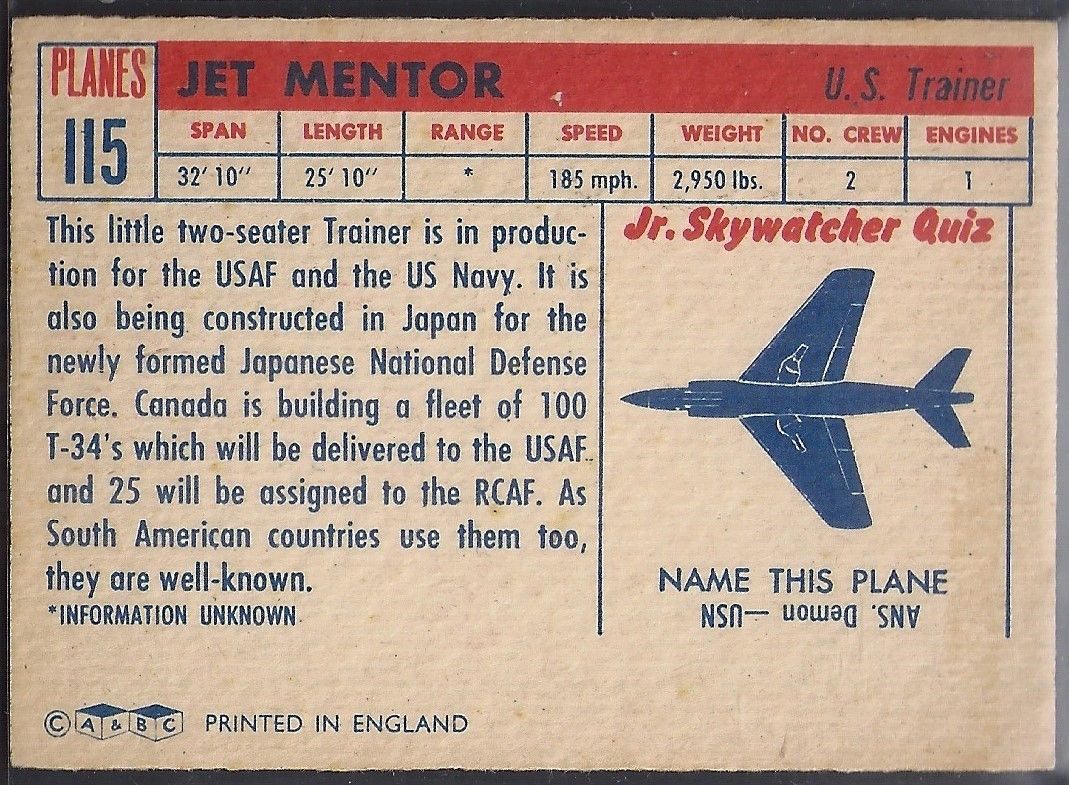 PLANES
115
JET MENTOR
U. S. Trainer
SPAN LENGTH RANGE SPEED WEIGHT NO. CREW ENGINES
32' 10" 25' 10" * 185 mph. 2,950 lbs. 2 1
This little two-seater Trainer is in produc-
tion for the USAF and the US Navy. It is
also being constructed in Japan for the
newly formed Japanese National Defense
Force. Canada is building a fleet of 100
T-34's which will be delivered to the USAF
and 25 will be assigned to the RCAF. As
South American countries use them too,
they are well-known.
*INFORMATION UNKNOWN
Jr. Skywatcher Quiz
NAME THIS PLANE
ANS. Demon — USN
© A & B C PRINTED IN ENGLAND